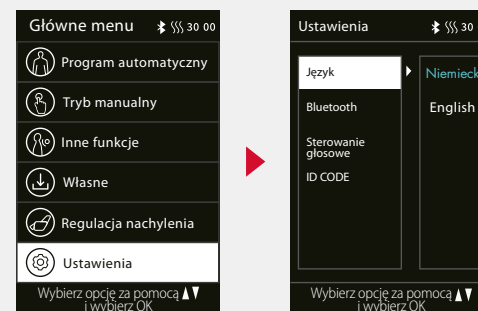 Główne menu 30 00
Program automatyczny
Tryb manualny
Inne funkcje
Własne
Regulacja nachylenia
Ustawienia
Wybierz opcję za pomocą ▲▼
i wybierz OK
Ustawienia 30
Język
Niemieck
Bluetooth
English
Sterowanie
głosowe
ID CODE
Wybierz opcję za pomocą ▲▼
i wybierz OK